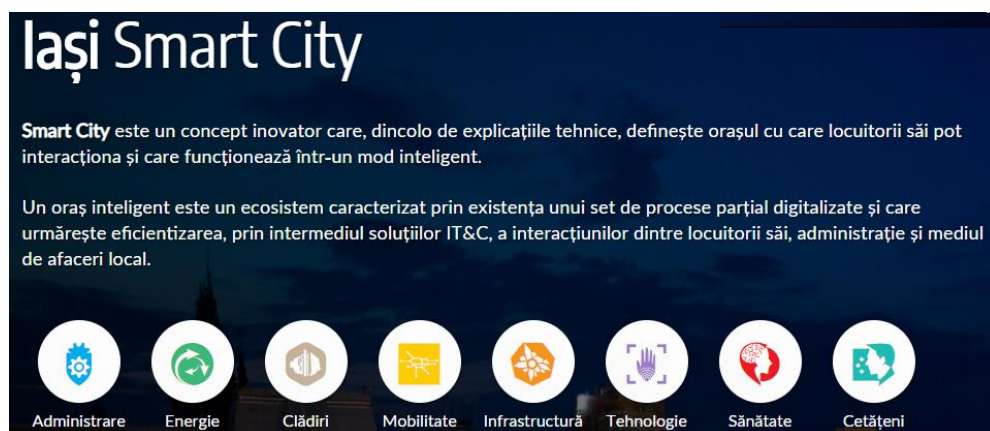 Iași Smart City
Smart City este un concept inovator care, dincolo de explicațiile tehnice, definește orașul cu care locuitorii săi pot
interacționa și care funcționează într-un mod inteligent.
Un oraș inteligent este un ecosistem caracterizat prin existența unui set de procese parțial digitalizate și care
urmărește eficientizarea, prin intermediul soluțiilor IT&C, a interacțiunilor dintre locuitorii săi, administrație și mediul
de afaceri local.
Administrare Energie Clădiri Mobilitate Infrastructură Tehnologie Sănătate Cetățeni